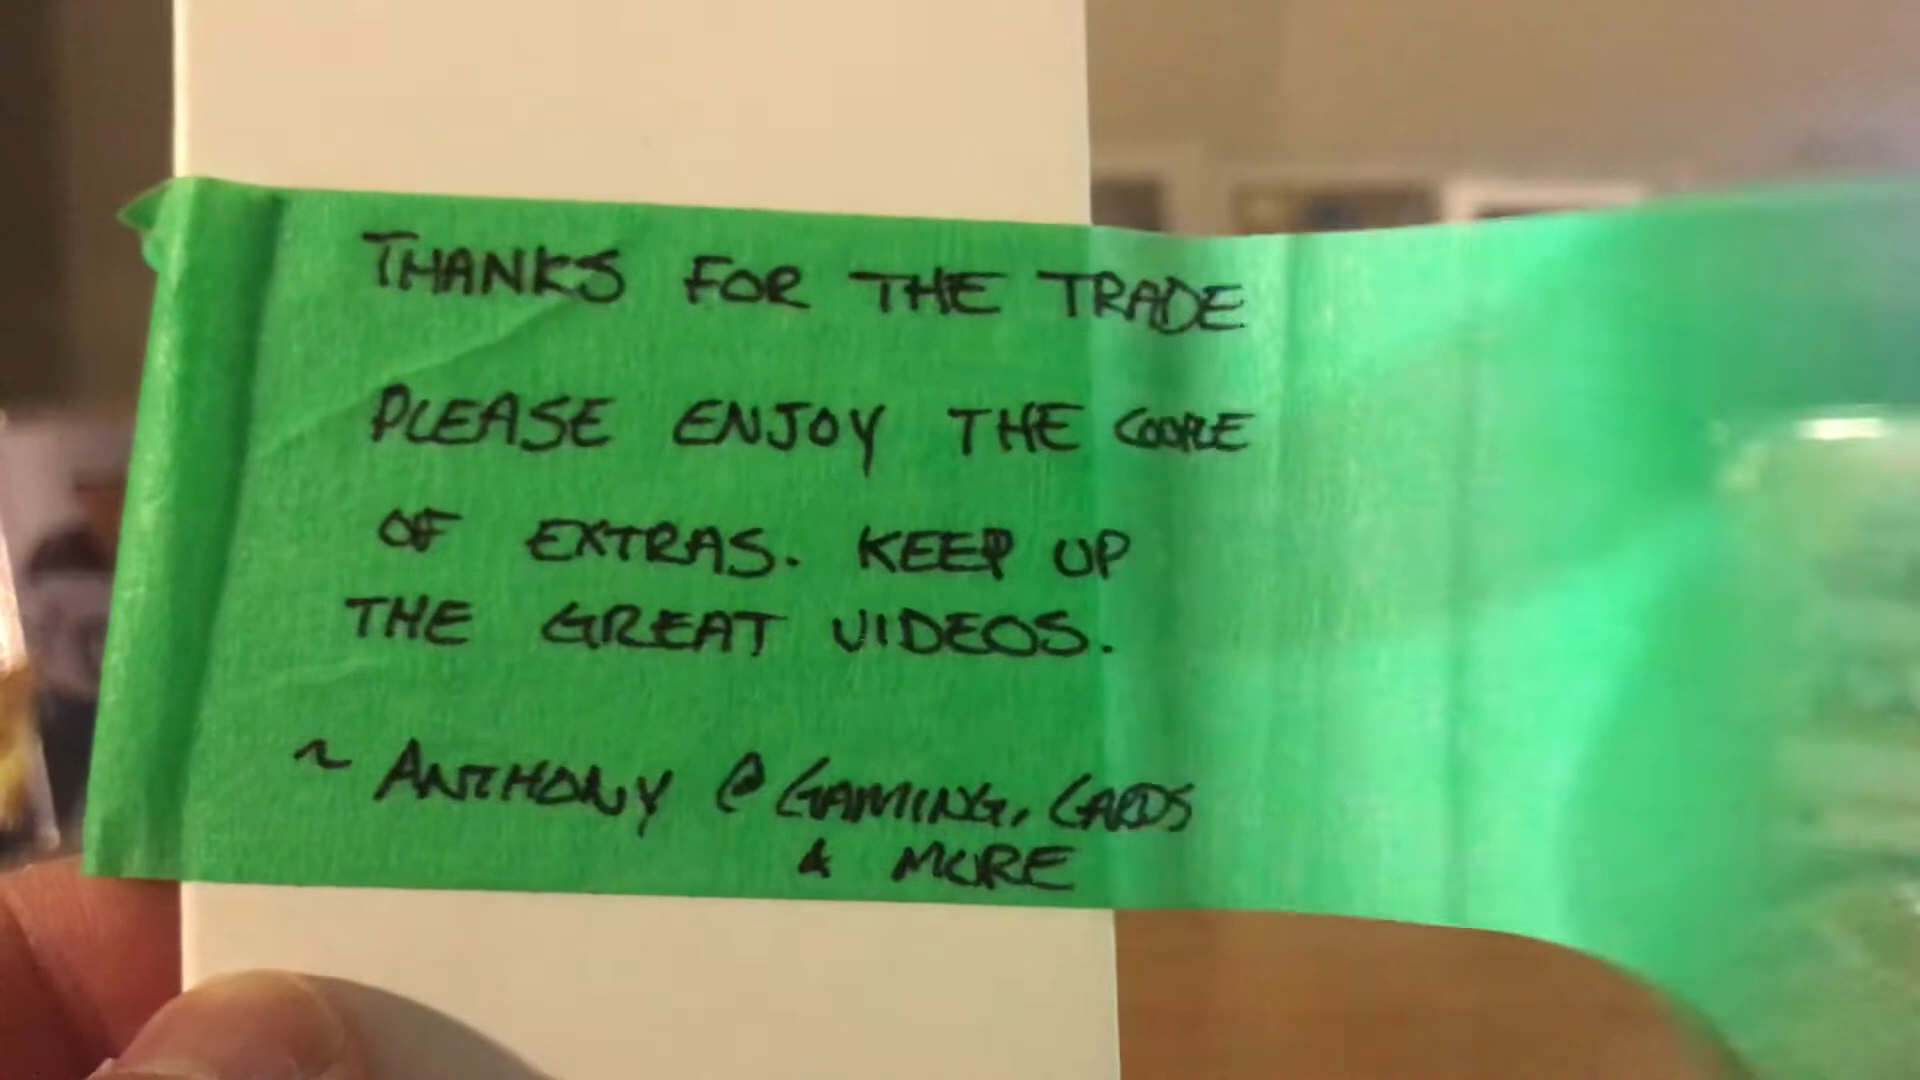 THANKS FOR THE TRADE
PLEASE ENJOY THE COUPLE
OF EXTRAS. KEEP UP
THE GREAT VIDEOS.
~ ANTHONY @ GAMING, CARDS
& MORE